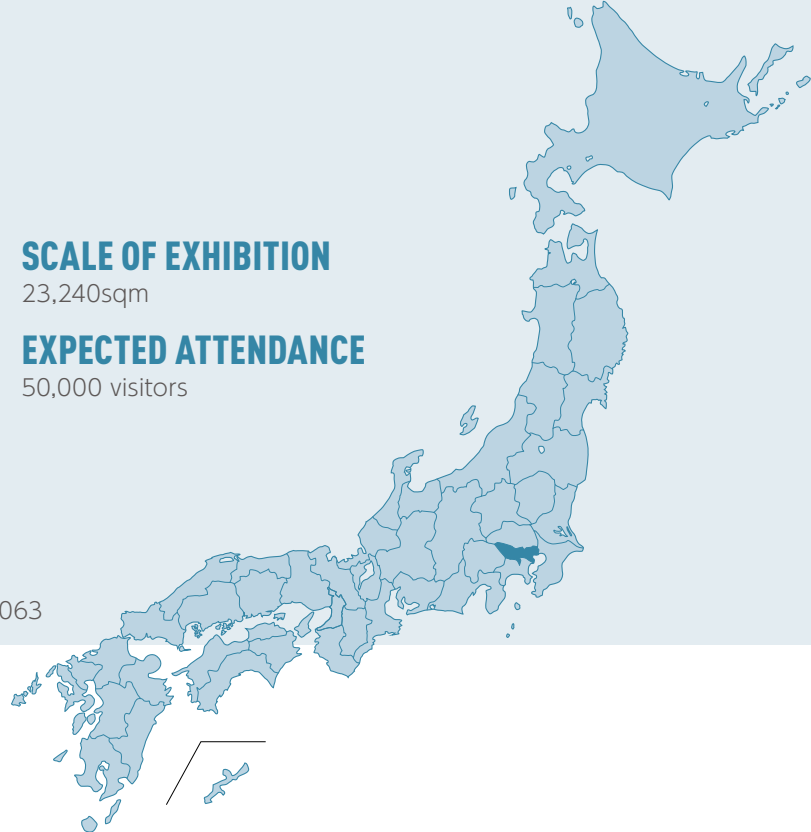 SCALE OF EXHIBITION
23,240sqm
EXPECTED ATTENDANCE
50,000 visitors
063